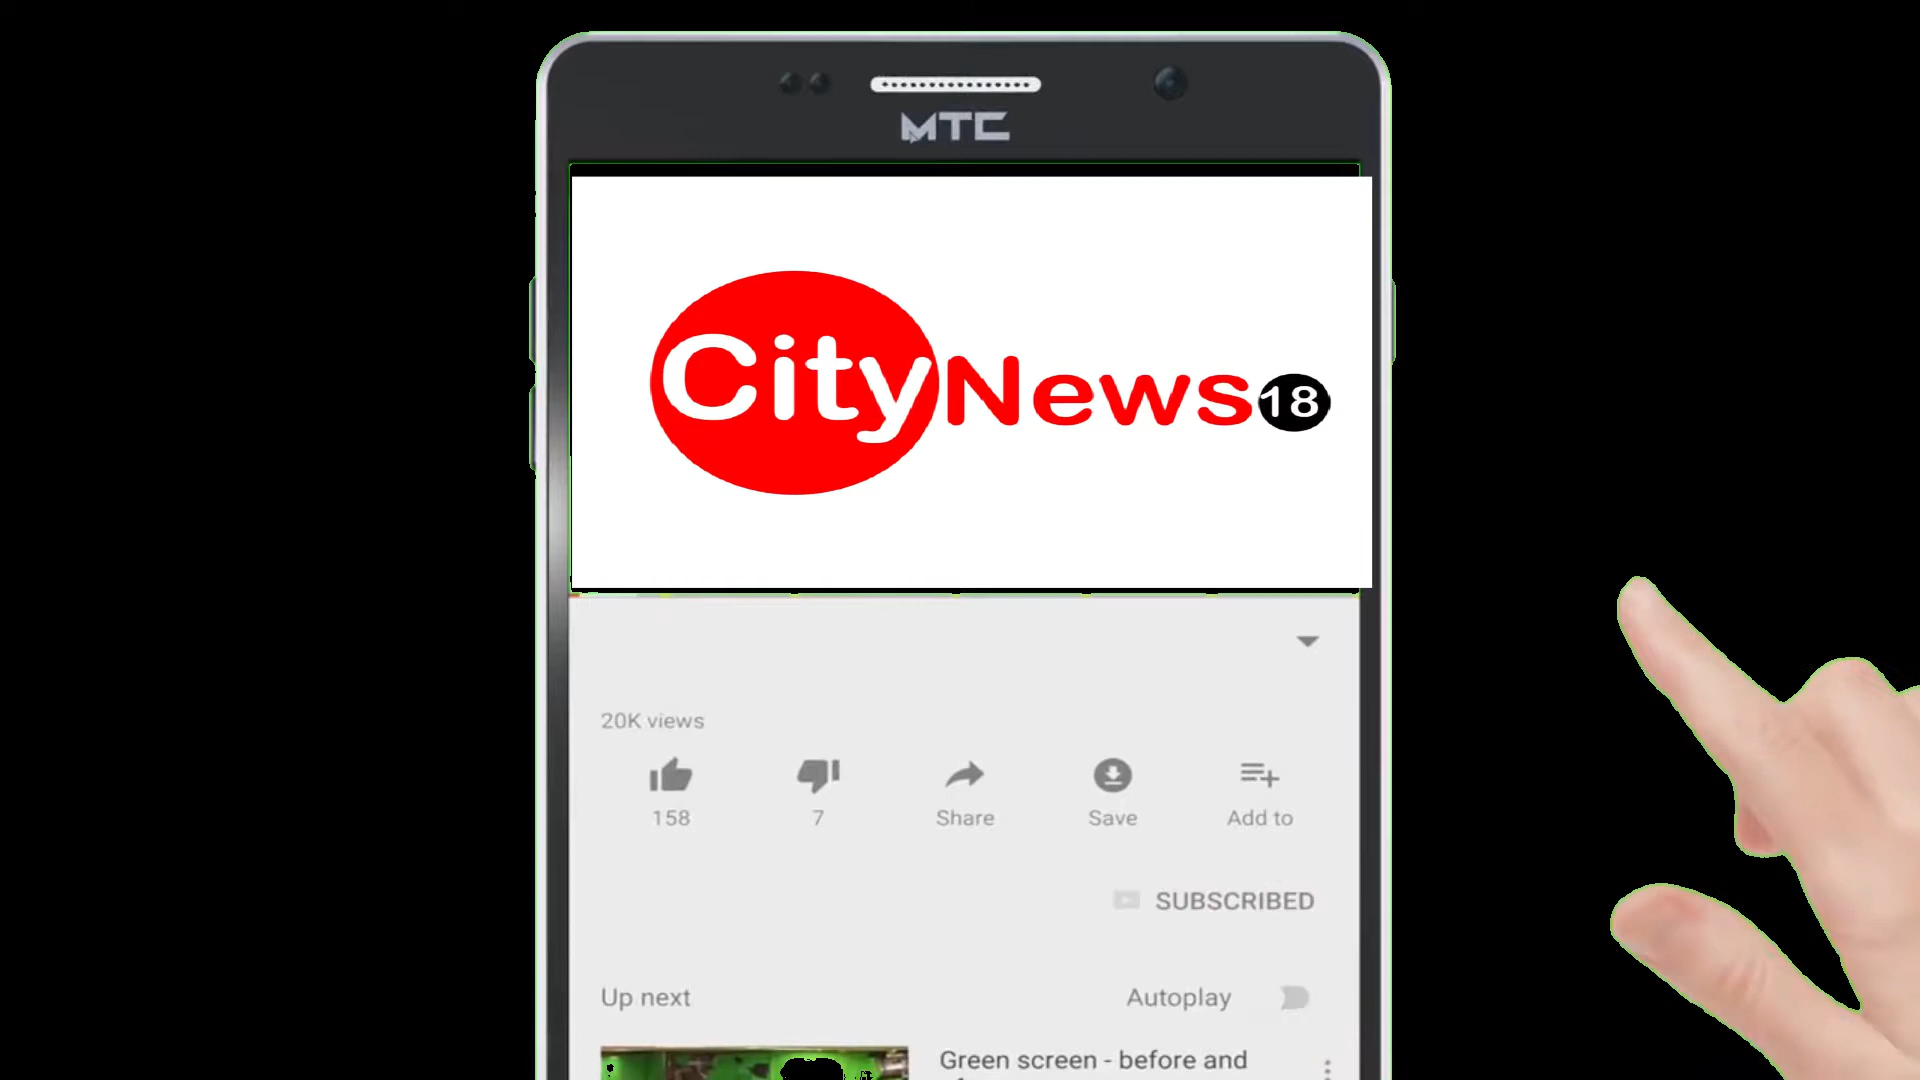 MTC
CityNews18
20K views
158
7
Share
Save
Add to
SUBSCRIBED
Up next
Autoplay
Green screen - before and